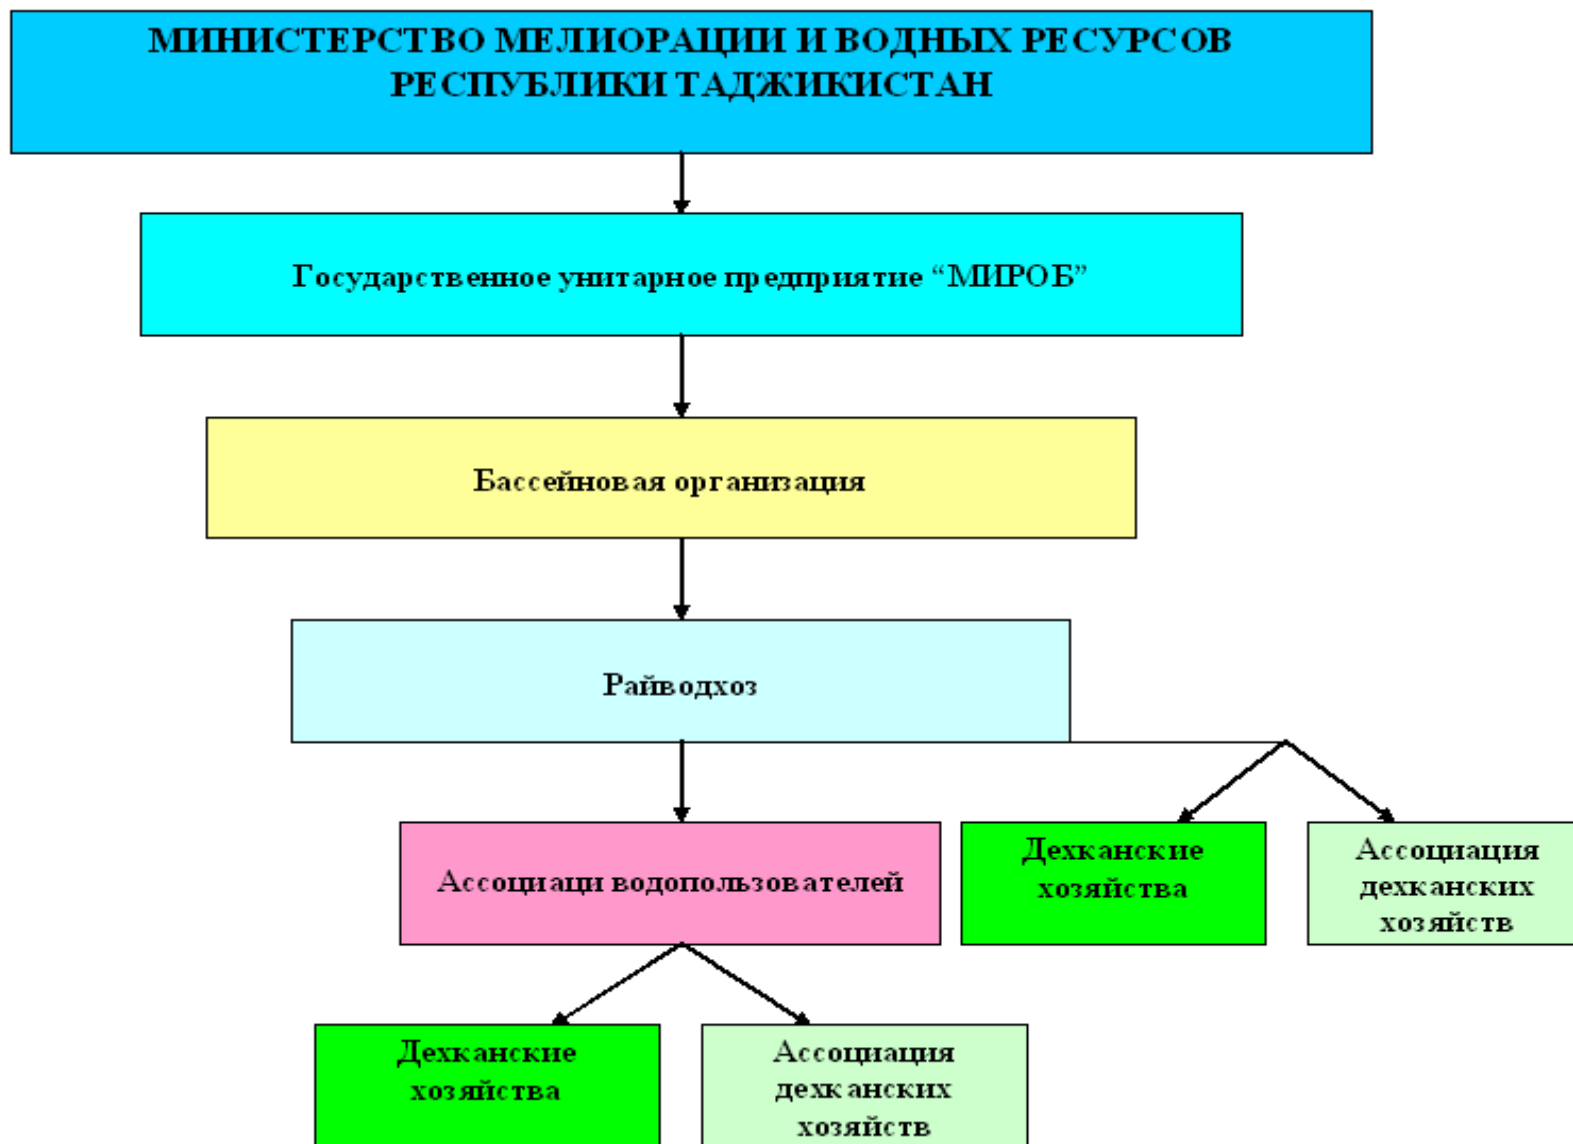 МИНИСТЕРСТВО МЕЛИОРАЦИИ И ВОДНЫХ РЕСУРСОВ
РЕСПУБЛИКИ ТАДЖИКИСТАН
Государственное унитарное предприятие “МИРОБ”
Бассейновая организация
Райводхоз
Ассоциаци водопользователей
Дехканские
хозяйства
Ассоциация
дехканских
хозяйств
Дехканские
хозяйства
Ассоциация
дехканских
хозяйств